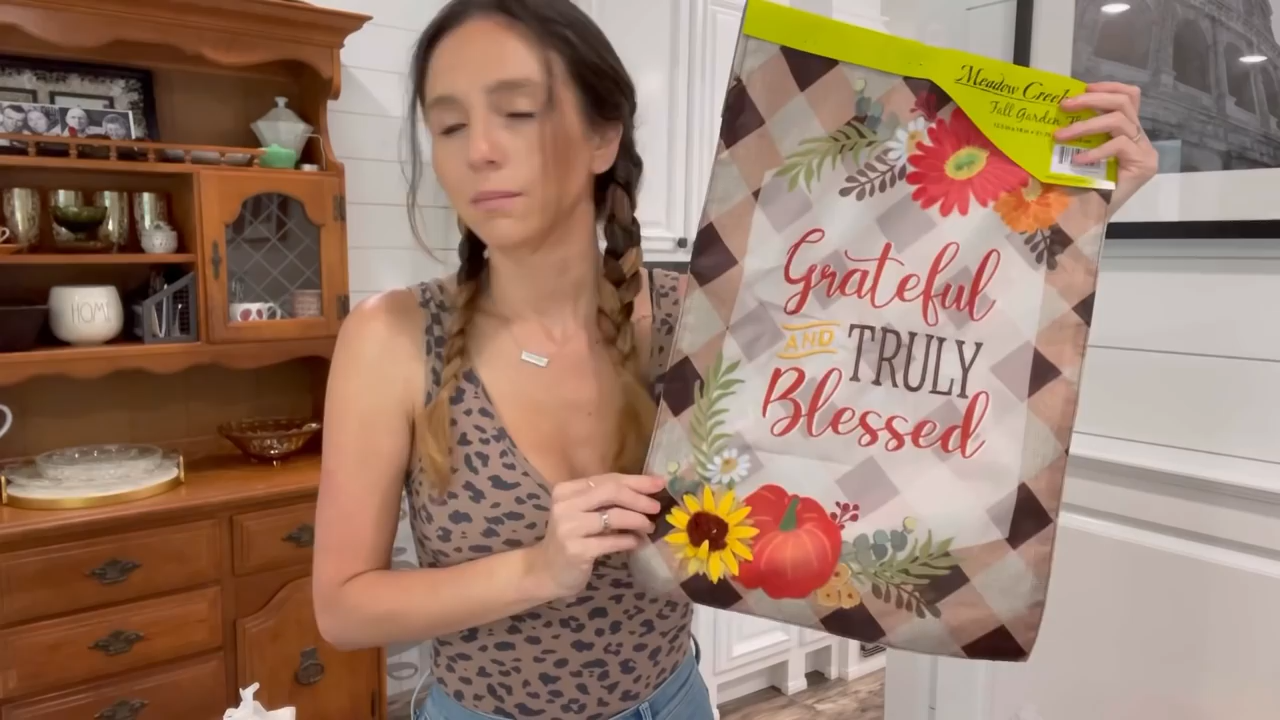 Meadow Creek
Fall Garden
Grateful
AND TRULY
Blessed
HOME